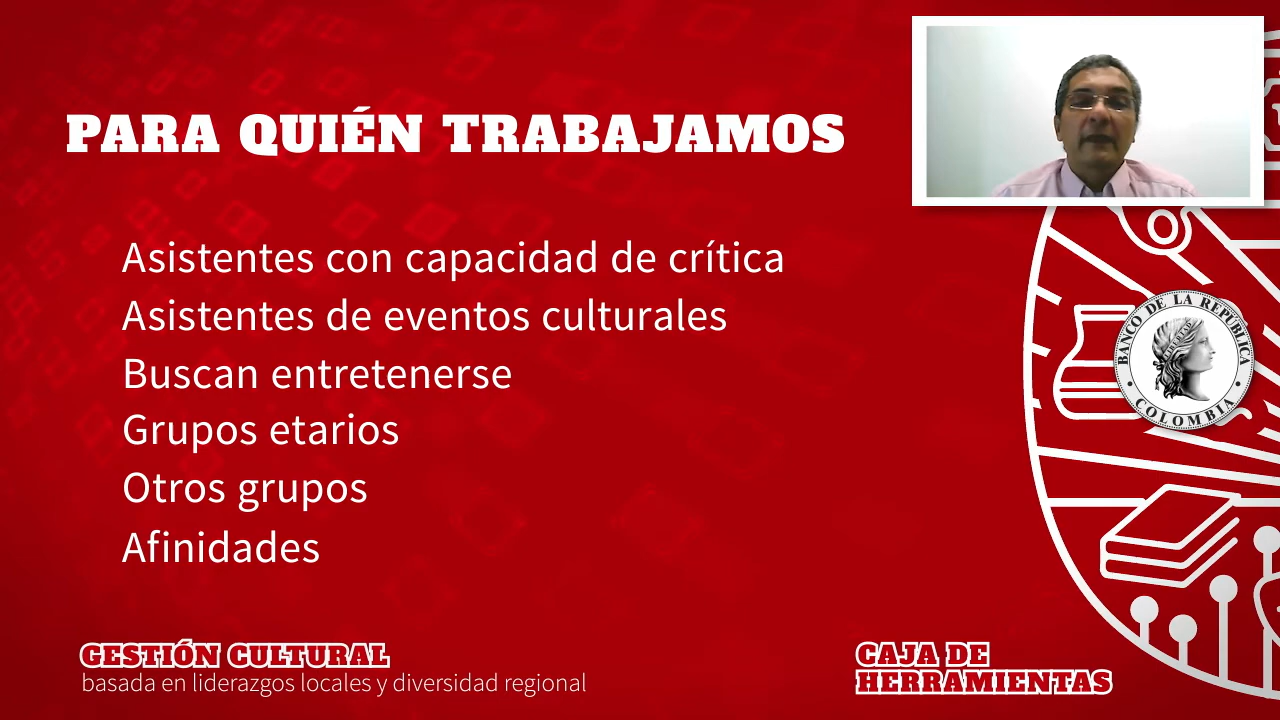 PARA QUIÉN TRABAJAMOS
Asistentes con capacidad de crítica
Asistentes de eventos culturales
Buscan entretenerse
Grupos etarios
Otros grupos
Afinidades
BANCO DE LA REPÚBLICA
COLOMBIA
GESTIÓN CULTURAL
basada en liderazgos locales y diversidad regional
CAJA DE
HERRAMIENTAS